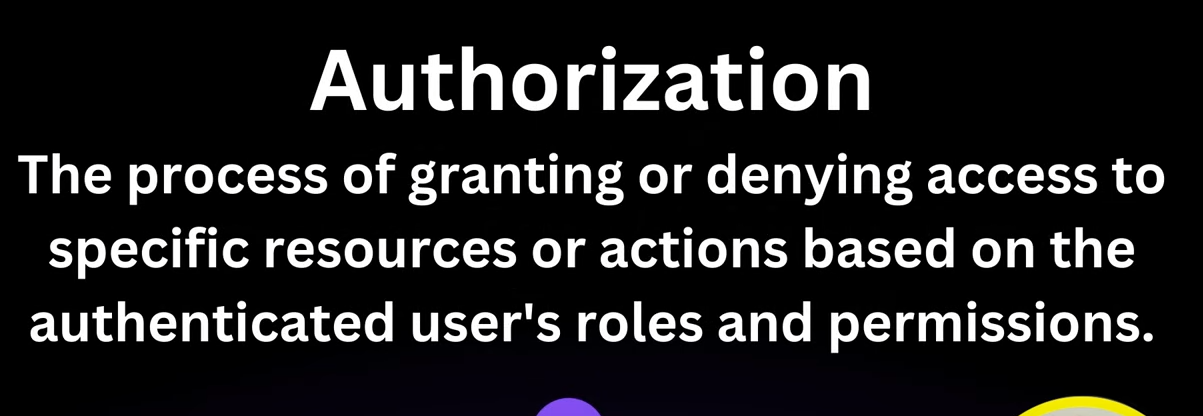 Authorization
The process of granting or denying access to
specific resources or actions based on the
authenticated user's roles and permissions.